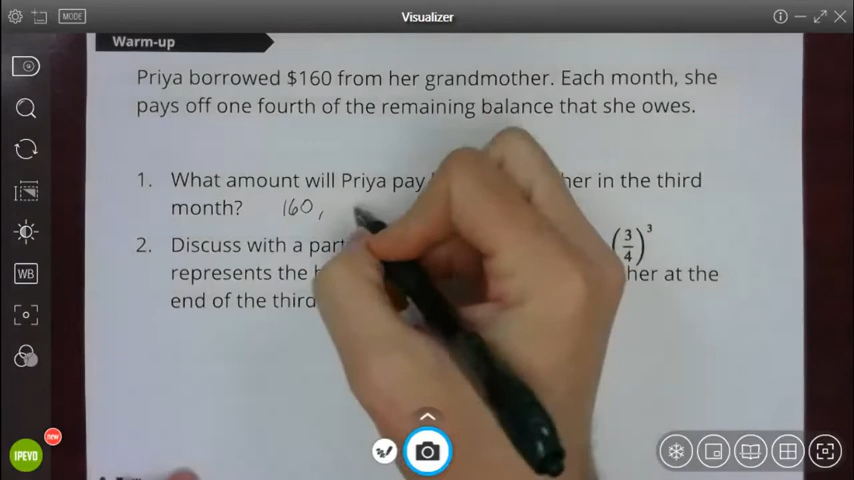 MODE
Visualizer
Warm-up
Priya borrowed $160 from her grandmother. Each month, she
pays off one fourth of the remaining balance that she owes.
1. What amount will Priya pay her in the third
month? 160,
2. Discuss with a (3/4)³
represents the her at the
end of the third
WB
IPEVO
new